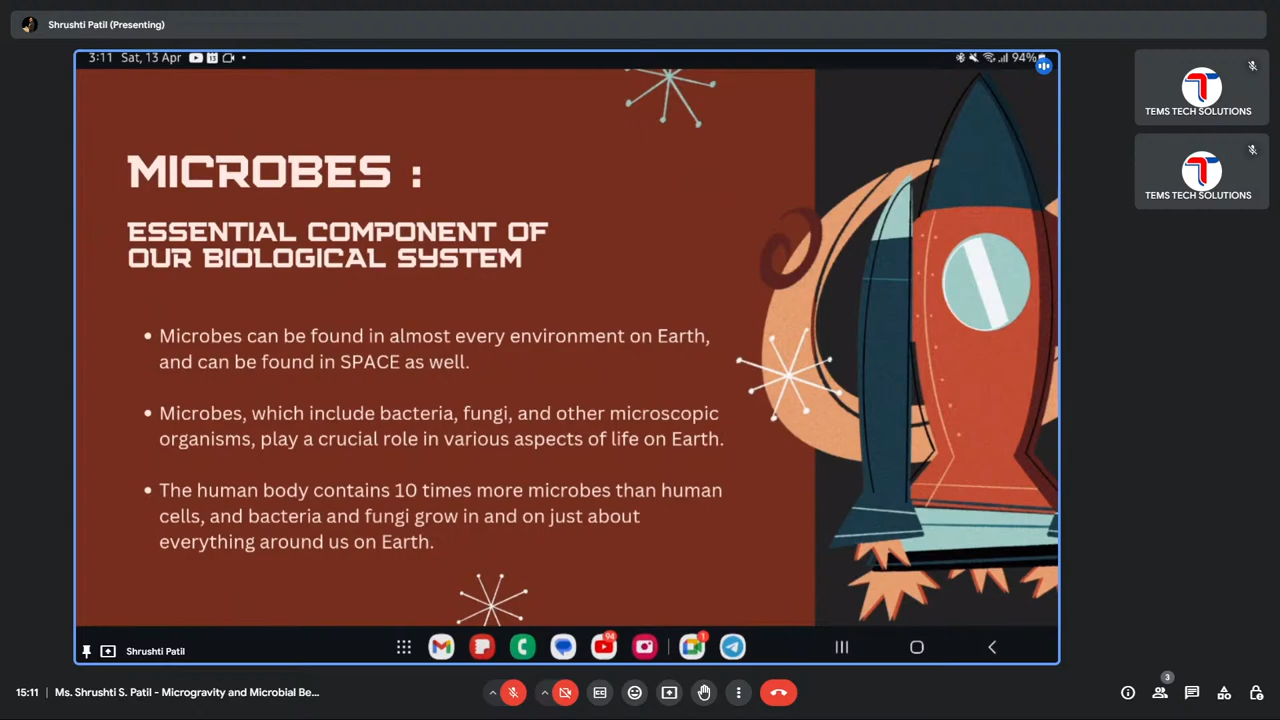 Shrushti Patil (Presenting)
3:11 Sat, 13 Apr
94%
TEMS TECH SOLUTIONS
TEMS TECH SOLUTIONS
MICROBES :
ESSENTIAL COMPONENT OF
OUR BIOLOGICAL SYSTEM
• Microbes can be found in almost every environment on Earth,
and can be found in SPACE as well.
• Microbes, which include bacteria, fungi, and other microscopic
organisms, play a crucial role in various aspects of life on Earth.
• The human body contains 10 times more microbes than human
cells, and bacteria and fungi grow in and on just about
everything around us on Earth.
94
1
Shrushti Patil
15:11 | Ms. Shrushti S. Patil - Microgravity and Microbial Be...
3